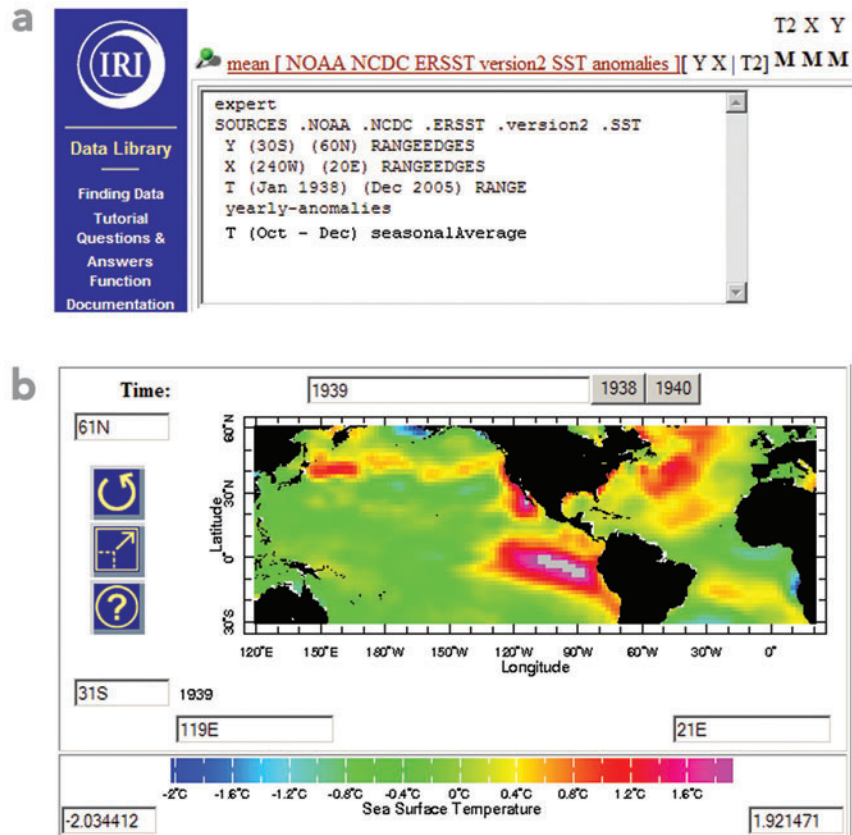 a
IRI
Data Library
Finding Data
Tutorial
Questions &
Answers
Function
Documentation
T2 X Y
mean [ NOAA NCDC ERSST version2 SST anomalies ][ Y X | T2] M M M
expert
SOURCES .NOAA .NCDC .ERSST .version2 .SST
Y (30S) (60N) RANGEEDGES
X (240W) (20E) RANGEEDGES
T (Jan 1938) (Dec 2005) RANGE
yearly-anomalies
T (Oct - Dec) seasonalAverage
b
Time: 1939 1938 1940
61N
?
Latitude
60°N
30°N
0°
30°S
120°E 150°E 180°W 150°W 120°W 90°W 60°W 30°W 0°
Longitude
31S 1939
119E 21E
-2°C -1.6°C -1.2°C -0.8°C -0.4°C 0°C 0.4°C 0.8°C 1.2°C 1.6°C
Sea Surface Temperature
-2.034412 1.921471